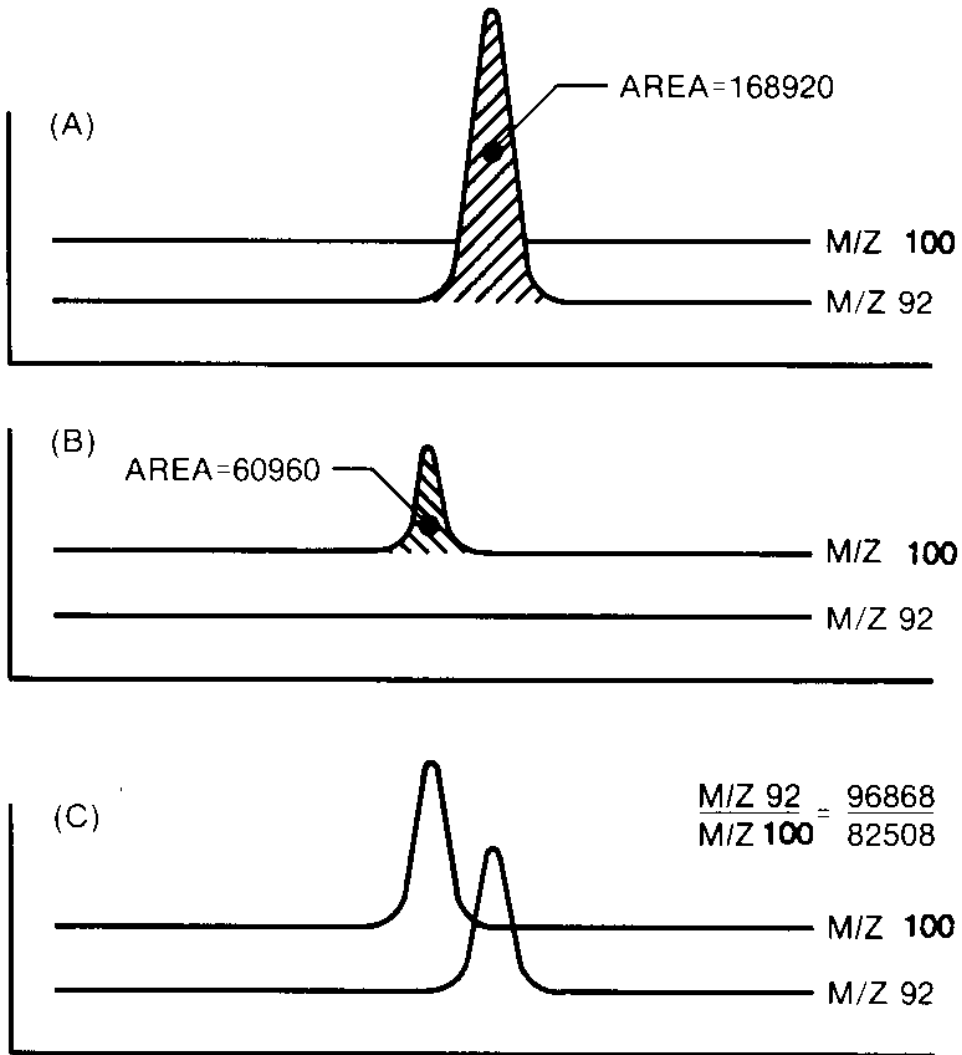 (A)
AREA=168920
M/Z 100
M/Z 92
(B)
AREA=60960
M/Z 100
M/Z 92
(C)
M/Z 92 = 96868
M/Z 100 82508
M/Z 100
M/Z 92